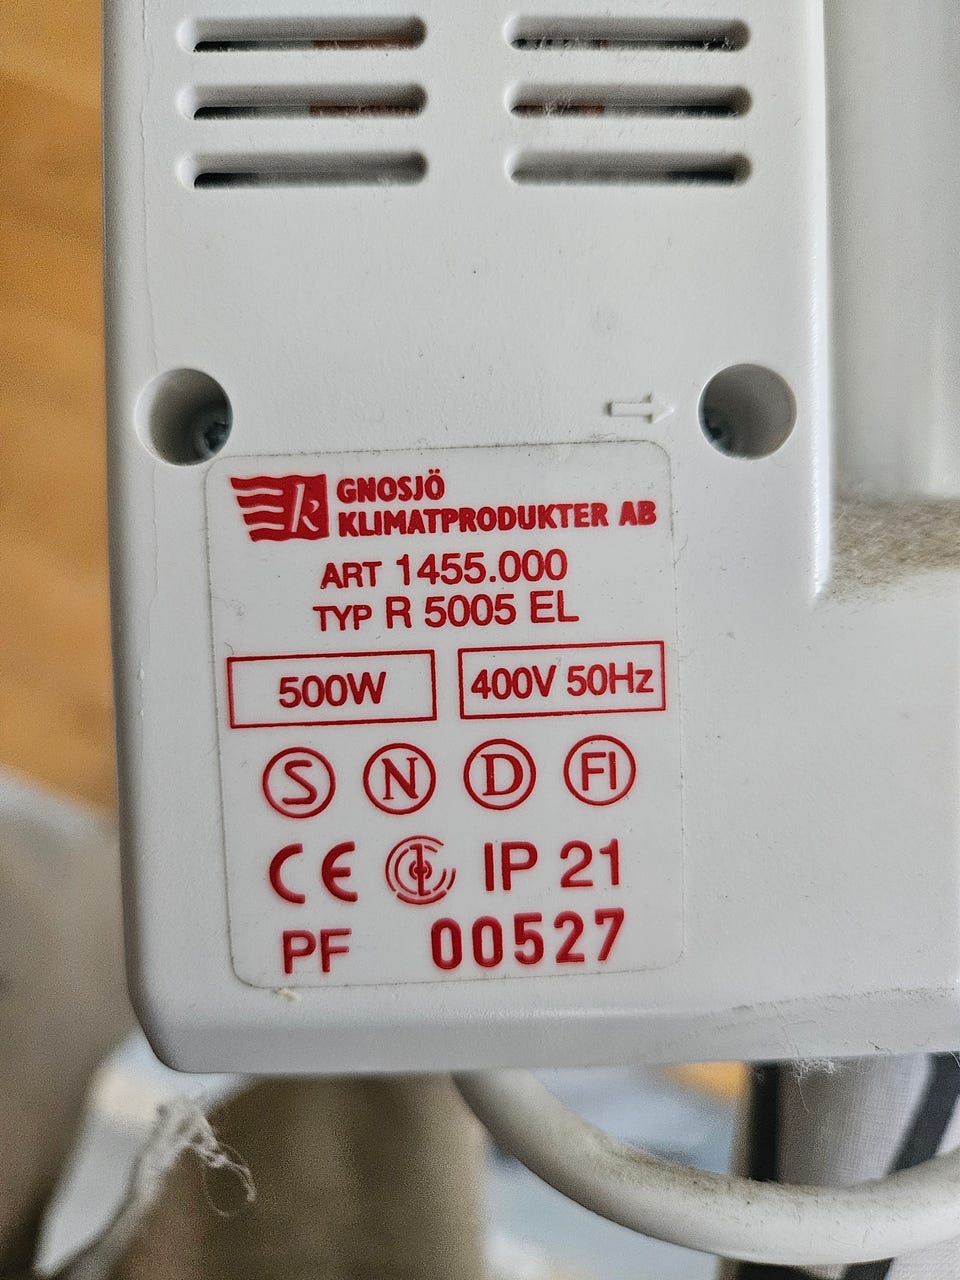 k GNOSJÖ
KLIMATPRODUKTER AB
ART 1455.000
TYP R 5005 EL
500W 400V 50Hz
S N D FI
CE IP 21
PF 00527